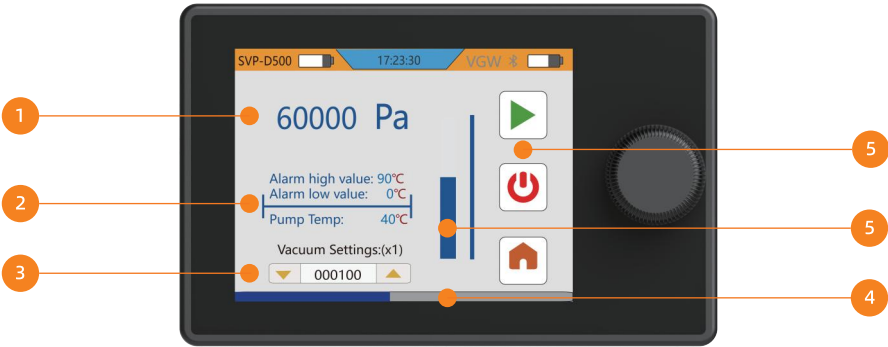 SVP-D500 17:23:30 VGW
1 60000 Pa
5
Alarm high value: 90℃
Alarm low value: 0℃
2
Pump Temp: 40℃
5
Vacuum Settings:(x1)
3 000100
4